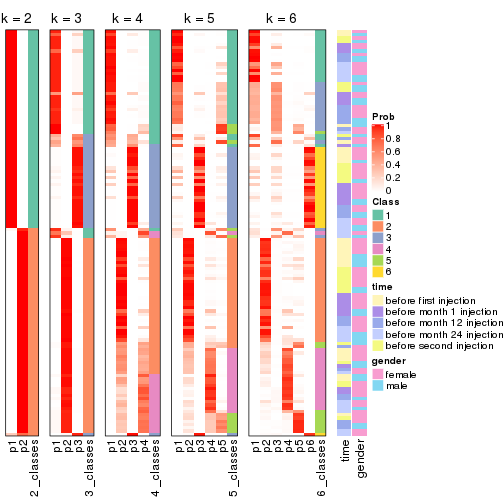 k = 2 k = 3 k = 4 k = 5 k = 6
Prob
1
0.8
0.6
0.4
0.2
0
Class
1
2
3
4
5
6
time
before first injection
before month 1 injection
before month 12 injection
before month 24 injection
before second injection
gender
female
male
p1 p2 2_classes p1 p2 p3 3_classes p1 p2 p3 p4 4_classes p1 p2 p3 p4 p5 5_classes p1 p2 p3 p4 p5 p6 6_classes time gender